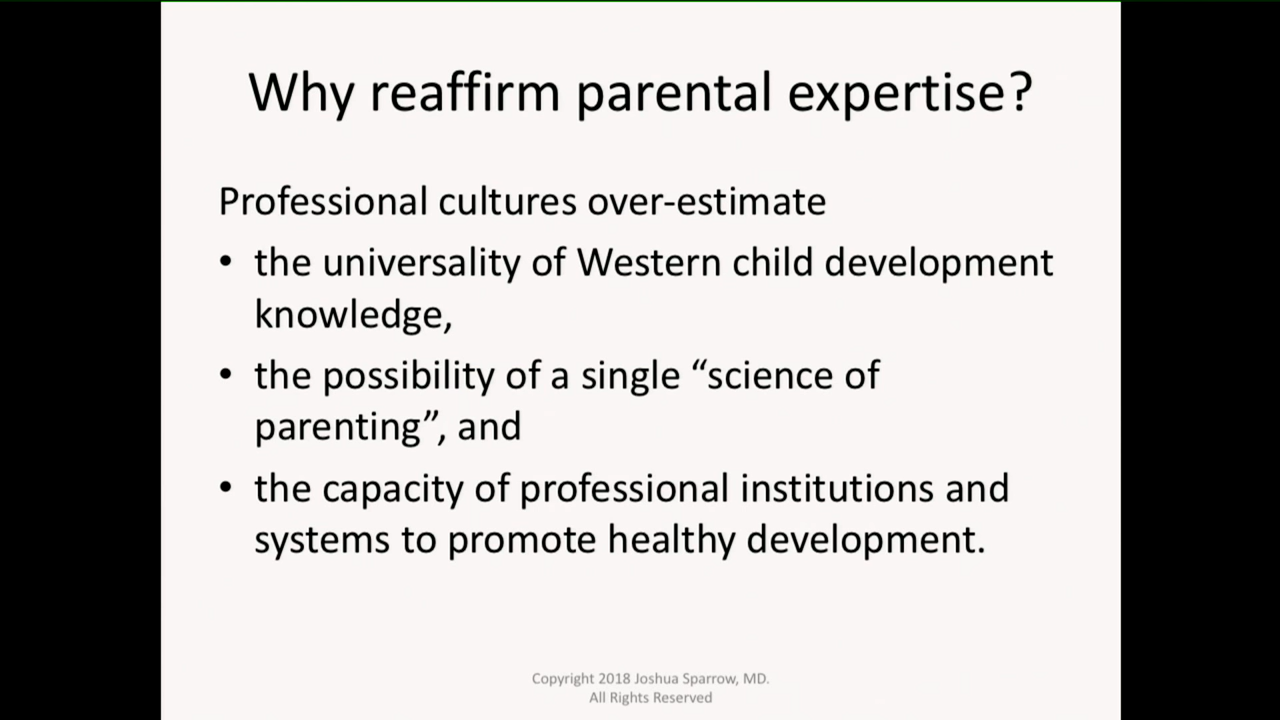 Why reaffirm parental expertise?
Professional cultures over-estimate
• the universality of Western child development
knowledge,
• the possibility of a single “science of
parenting”, and
• the capacity of professional institutions and
systems to promote healthy development.
Copyright 2018 Joshua Sparrow, MD.
All Rights Reserved